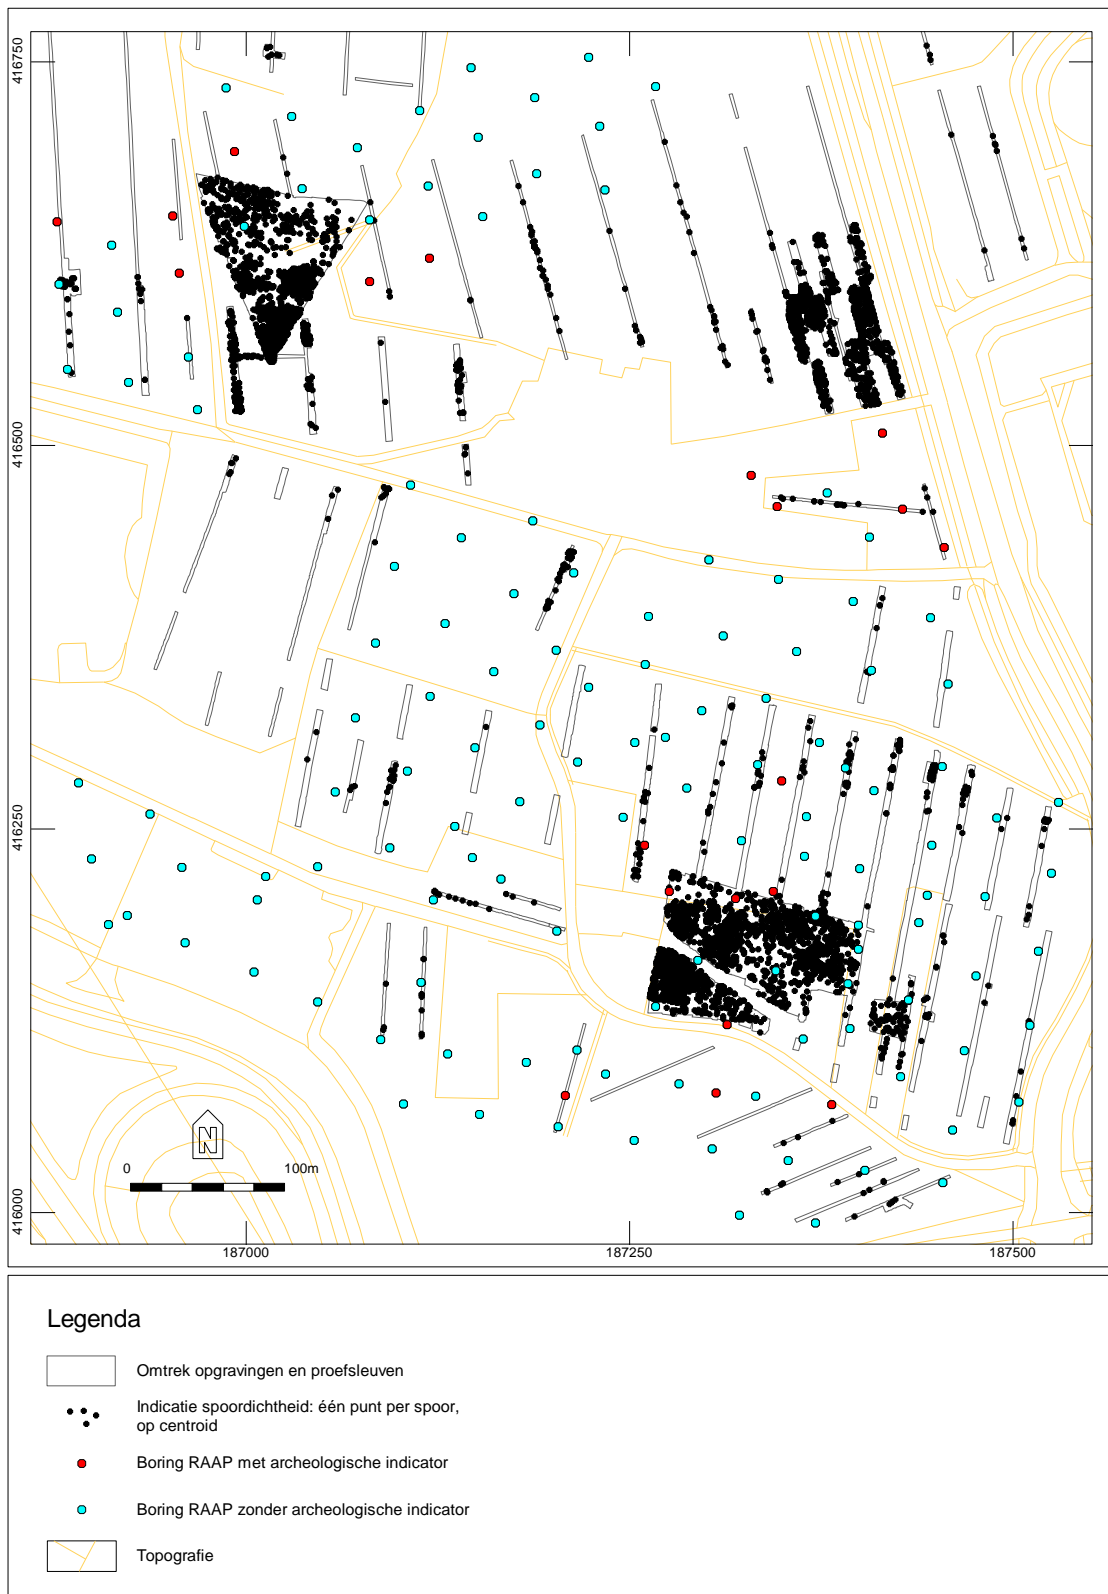 416750
416500
416250
416000
N
0 100m
187000
187250
187500
Legenda
Omtrek opgravingen en proefsleuven
Indicatie spoordichtheid: één punt per spoor,
op centroid
Boring RAAP met archeologische indicator
Boring RAAP zonder archeologische indicator
Topografie